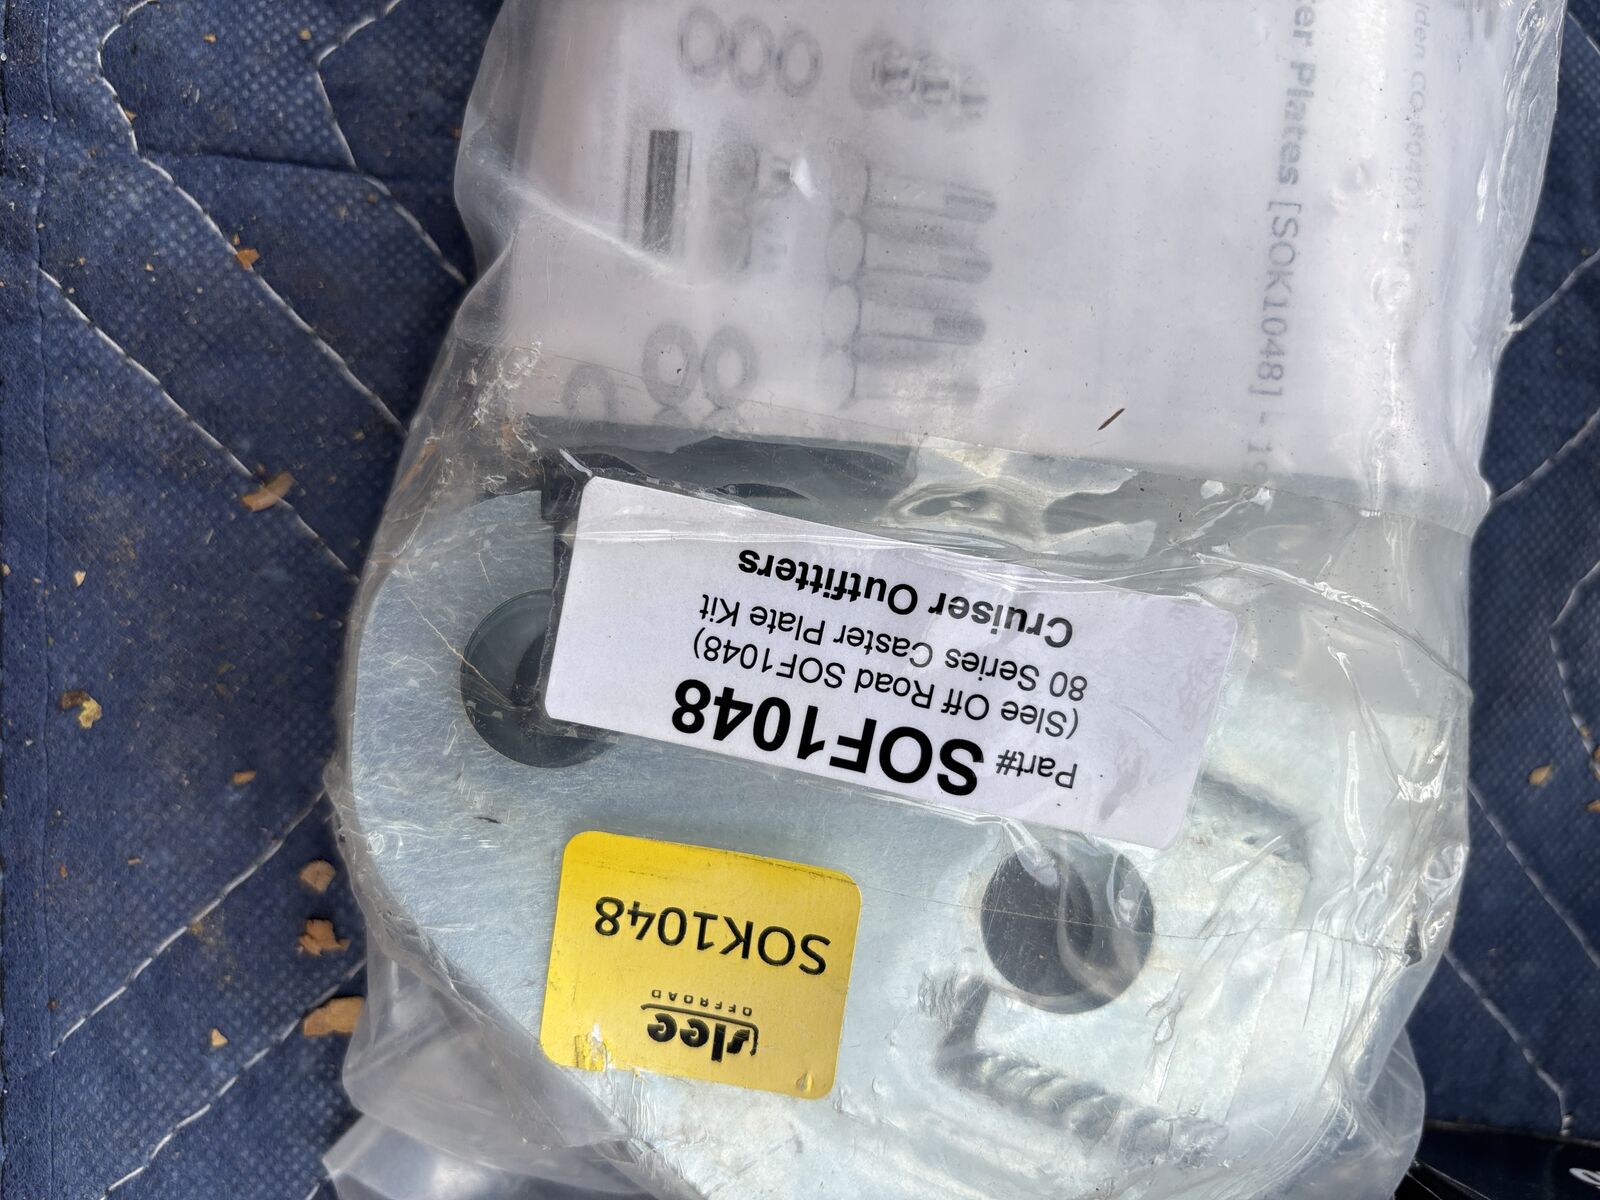 Part# SOF1048
(Slee Off Road SOF1048)
80 Series Caster Plate Kit
Cruiser Outfitters
slee
OFFROAD
SOK1048
Plates [SOK1048] -